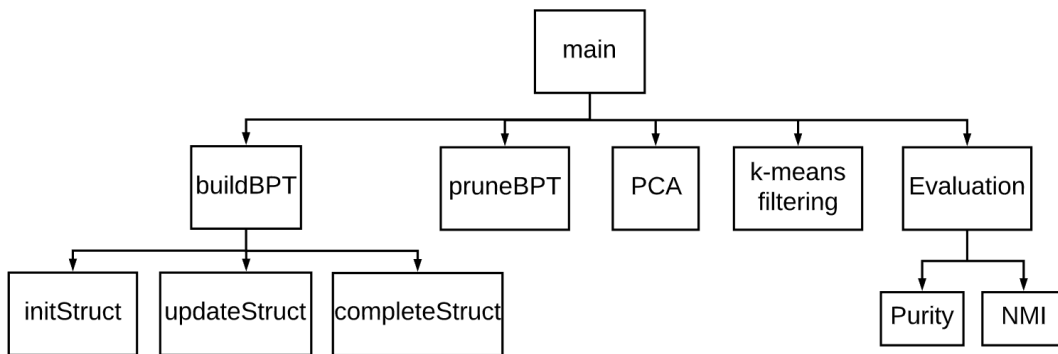 main
buildBPT
pruneBPT
PCA
k-means
filtering
Evaluation
initStruct
updateStruct
completeStruct
Purity
NMI